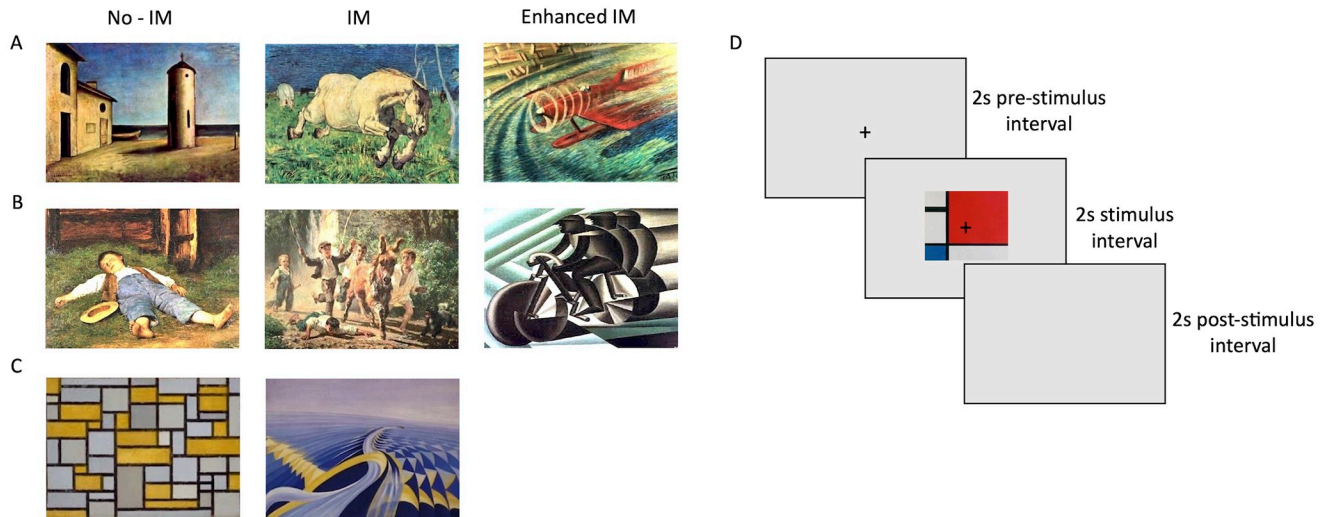 No - IM
IM
Enhanced IM
A
B
C
D
2s pre-stimulus
interval
2s stimulus
interval
2s post-stimulus
interval